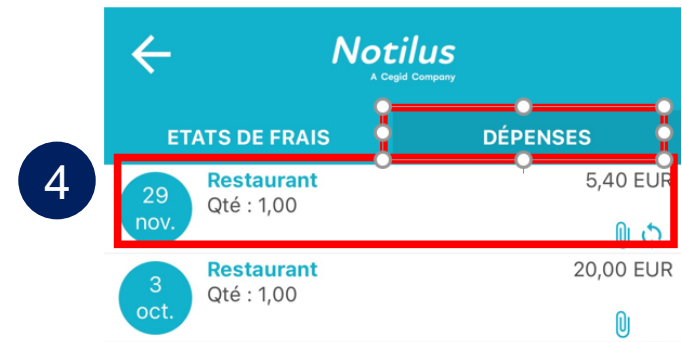 Notilus
A Cegid Company
ETATS DE FRAIS DÉPENSES
4
29 nov.
Restaurant 5,40 EUR
Qté : 1,00
3 oct.
Restaurant 20,00 EUR
Qté : 1,00